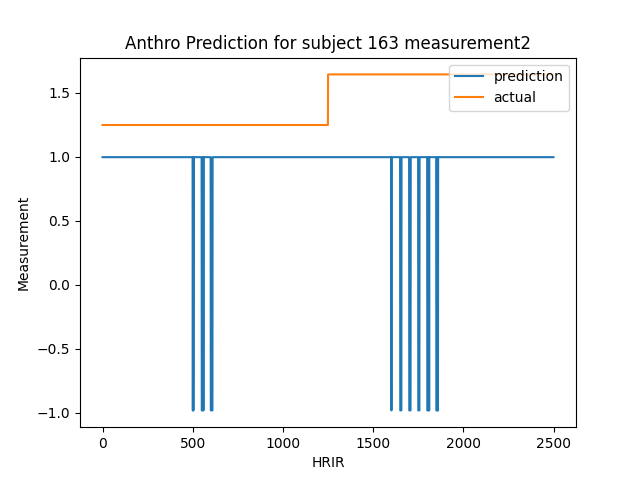 Anthro Prediction for subject 163 measurement2
prediction
actual
Measurement
1.5
1.0
0.5
0.0
−0.5
−1.0
0 500 1000 1500 2000 2500
HRIR